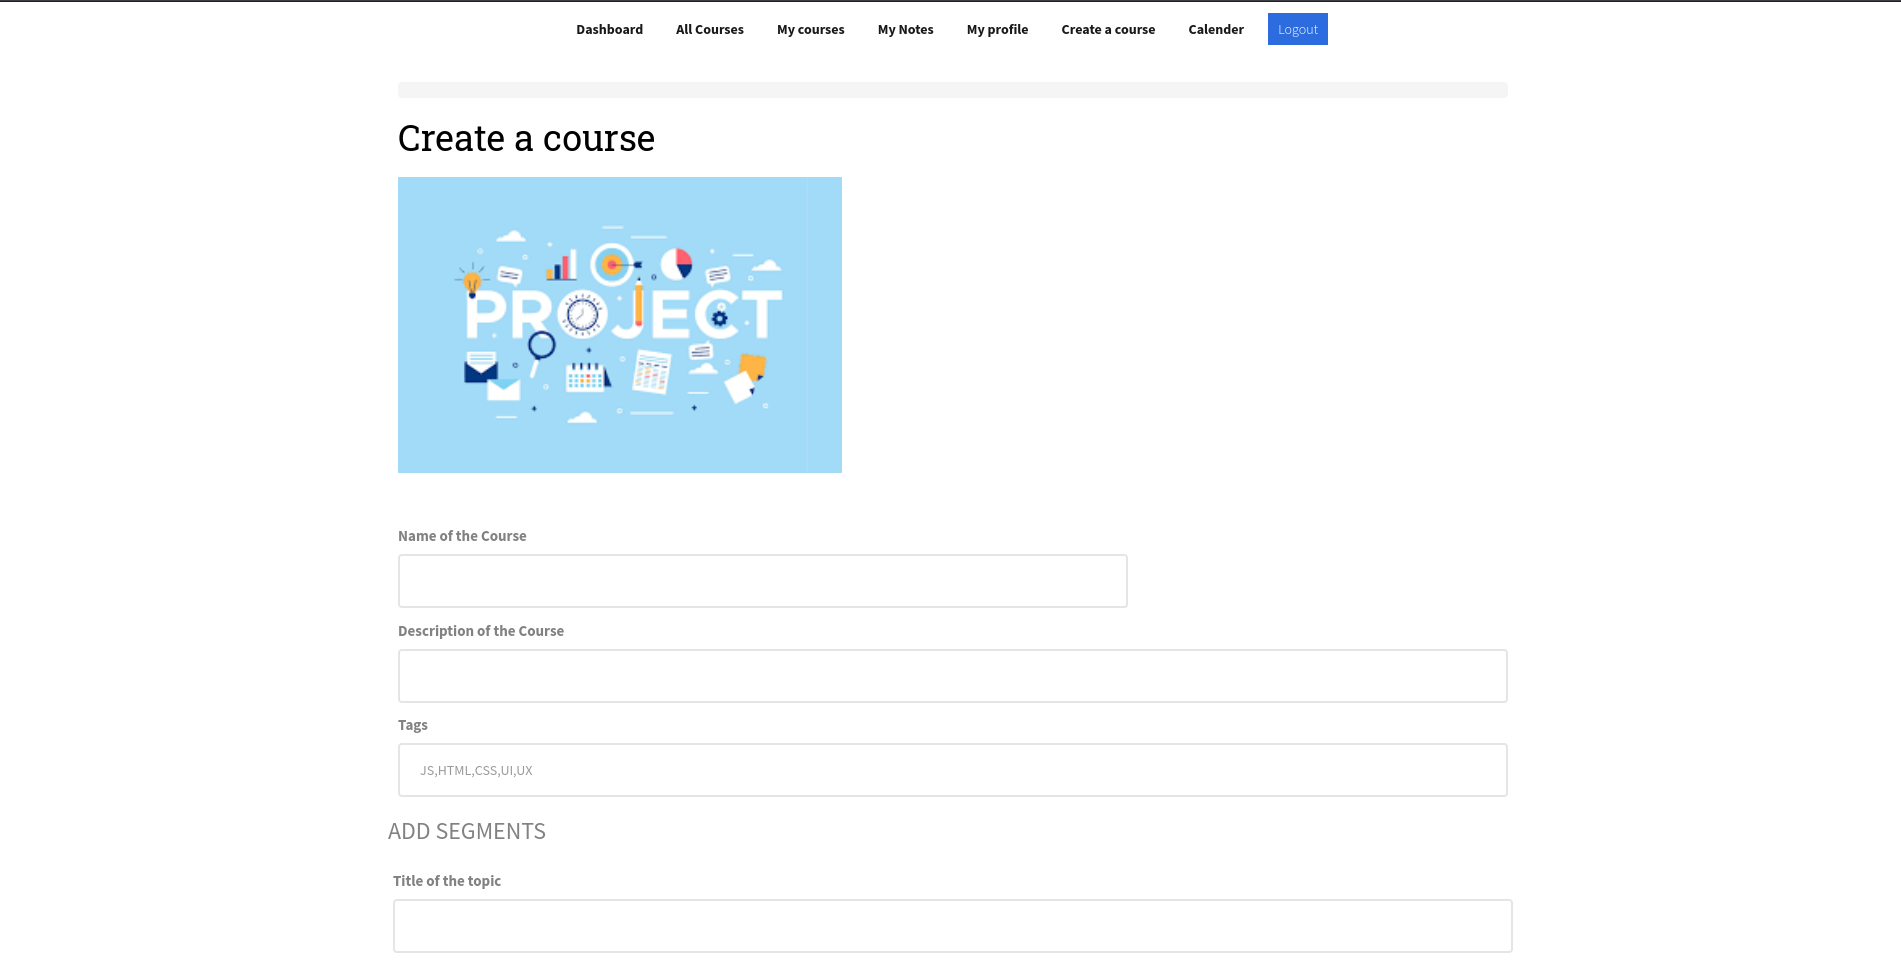 Dashboard All Courses My courses My Notes My profile Create a course Calender Logout
Create a course
PROJECT
Name of the Course
Description of the Course
Tags
JS,HTML,CSS,UI,UX
ADD SEGMENTS
Title of the topic